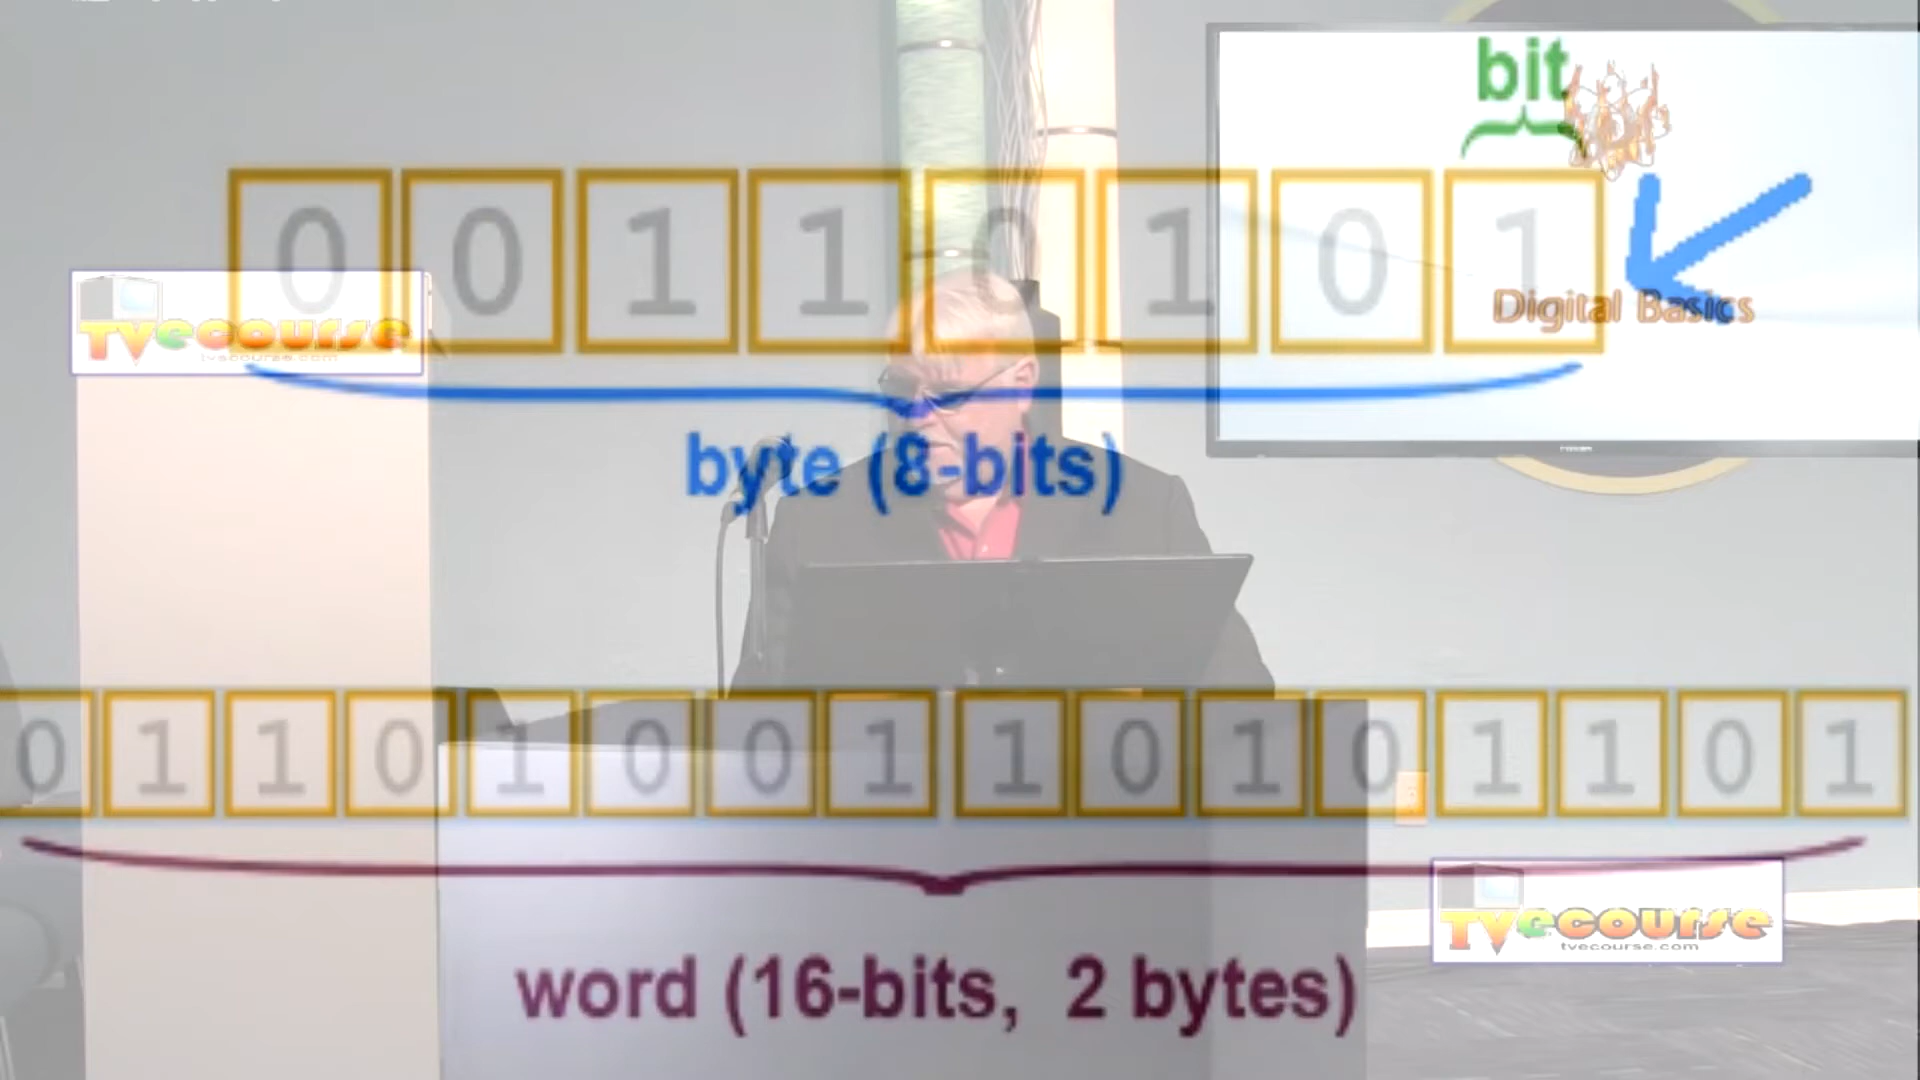 bit
0 0 1 1 0 1 0 1
Digital Basics
TVecourse
tvecourse.com
byte (8-bits)
0 1 1 0 1 0 0 1 1 0 1 0 1 1 0 1
TVecourse
tvecourse.com
word (16-bits, 2 bytes)